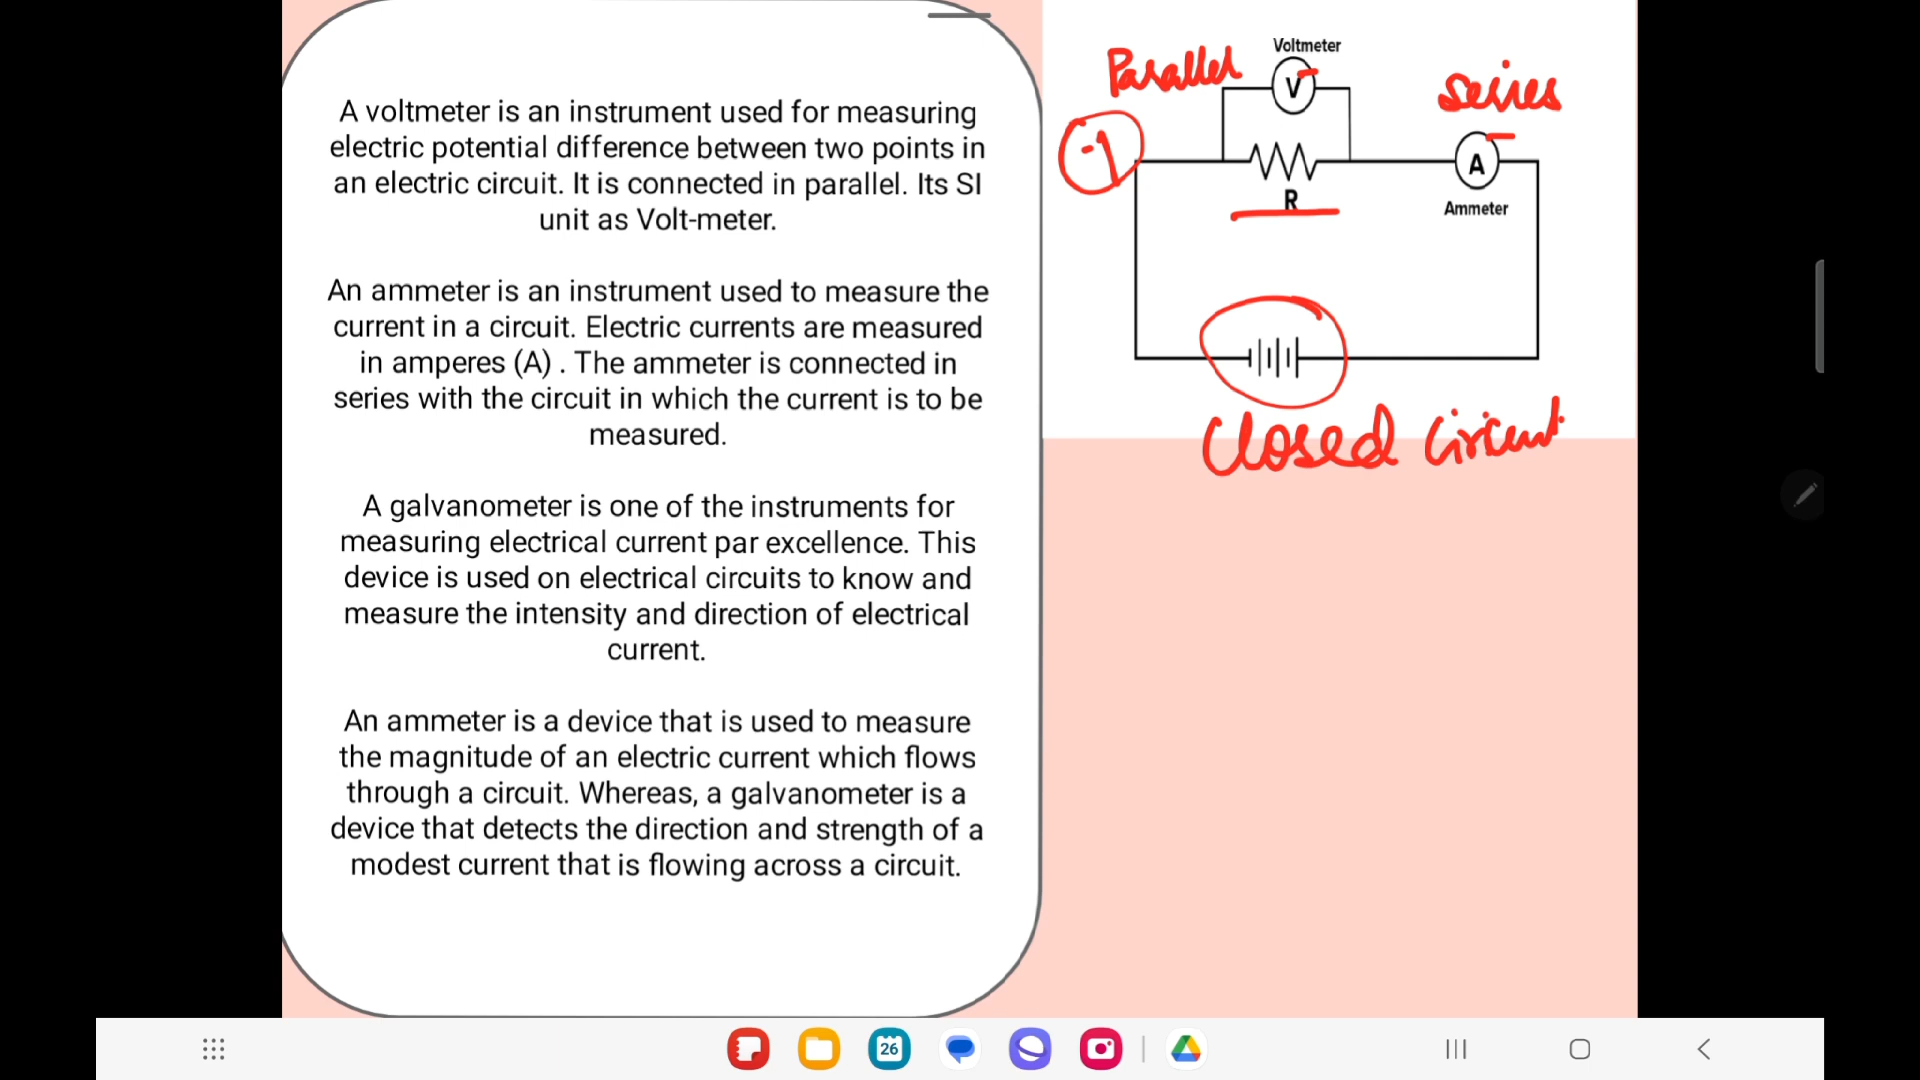 A voltmeter is an instrument used for measuring
electric potential difference between two points in
an electric circuit. It is connected in parallel. Its SI
unit as Volt-meter.
An ammeter is an instrument used to measure the
current in a circuit. Electric currents are measured
in amperes (A) . The ammeter is connected in
series with the circuit in which the current is to be
measured.
A galvanometer is one of the instruments for
measuring electrical current par excellence. This
device is used on electrical circuits to know and
measure the intensity and direction of electrical
current.
An ammeter is a device that is used to measure
the magnitude of an electric current which flows
through a circuit. Whereas, a galvanometer is a
device that detects the direction and strength of a
modest current that is flowing across a circuit.
Voltmeter
Parallel
V
series
-1
A
R
Ammeter
Closed Circuit
26